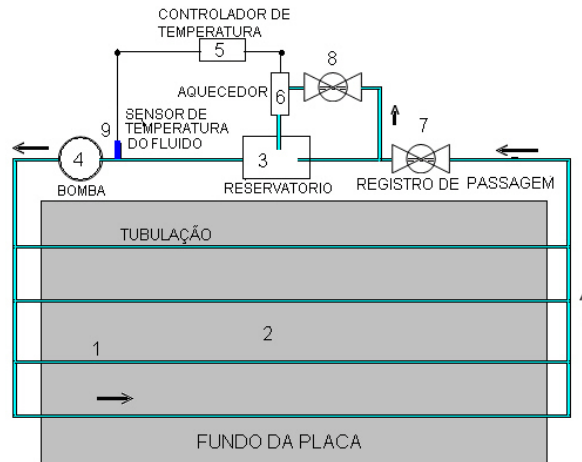 CONTROLADOR DE
TEMPERATURA
5
8
AQUECEDOR
6
9
SENSOR DE
TEMPERATURA
DO FLUIDO
7
4
3
BOMBA
RESERVATORIO
REGISTRO DE PASSAGEM
TUBULAÇÃO
1
2
FUNDO DA PLACA